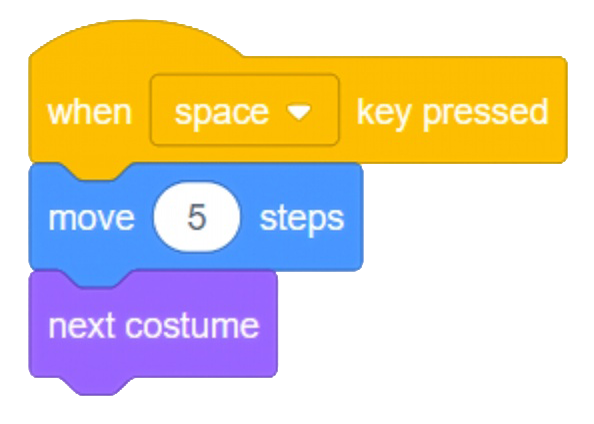 when space key pressed
move 5 steps
next costume